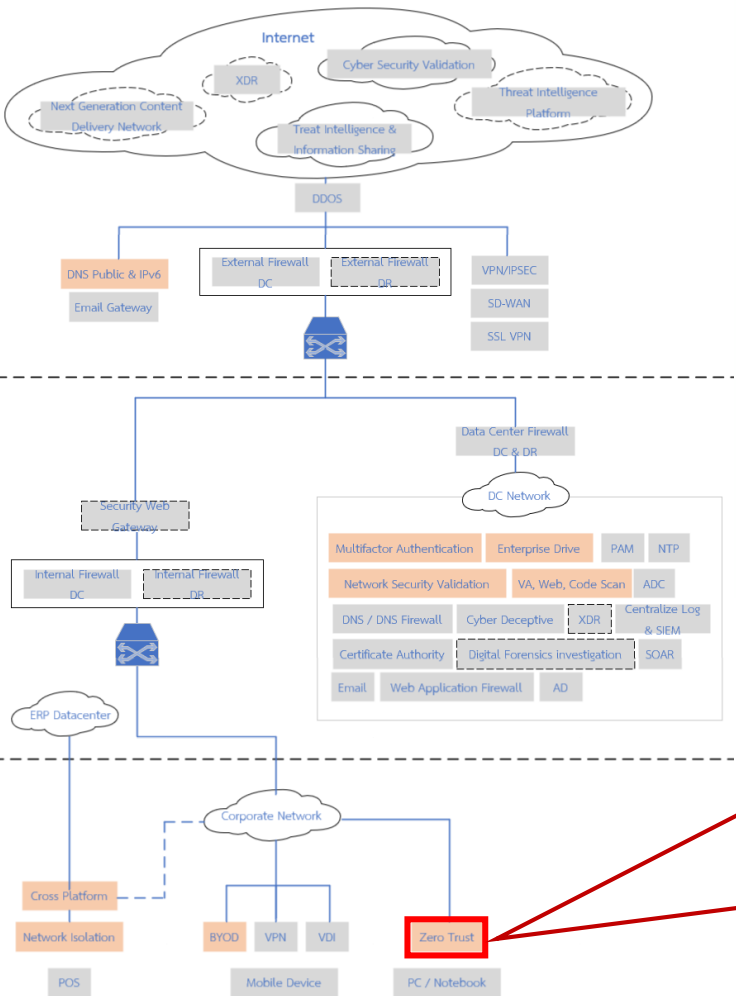 Internet
XDR
Cyber Security Validation
Next Generation Content
Delivery Network
Threat Intelligence
Platform
Treat Intelligence &
Information Sharing
DDOS
DNS Public & IPv6
Email Gateway
External Firewall
DC
External Firewall
DR
VPN/IPSEC
SD-WAN
SSL VPN
Data Center Firewall
DC & DR
DC Network
Security Web
Gateway
Internal Firewall
DC
Internal Firewall
DR
Multifactor Authentication
Enterprise Drive
PAM
NTP
Network Security Validation
VA, Web, Code Scan
ADC
DNS / DNS Firewall
Cyber Deceptive
XDR
Centralize Log
& SIEM
Certificate Authority
Digital Forensics investigation
SOAR
Email
Web Application Firewall
AD
ERP Datacenter
Corporate Network
Cross Platform
Network Isolation
BYOD
VPN
VDI
Zero Trust
POS
Mobile Device
PC / Notebook